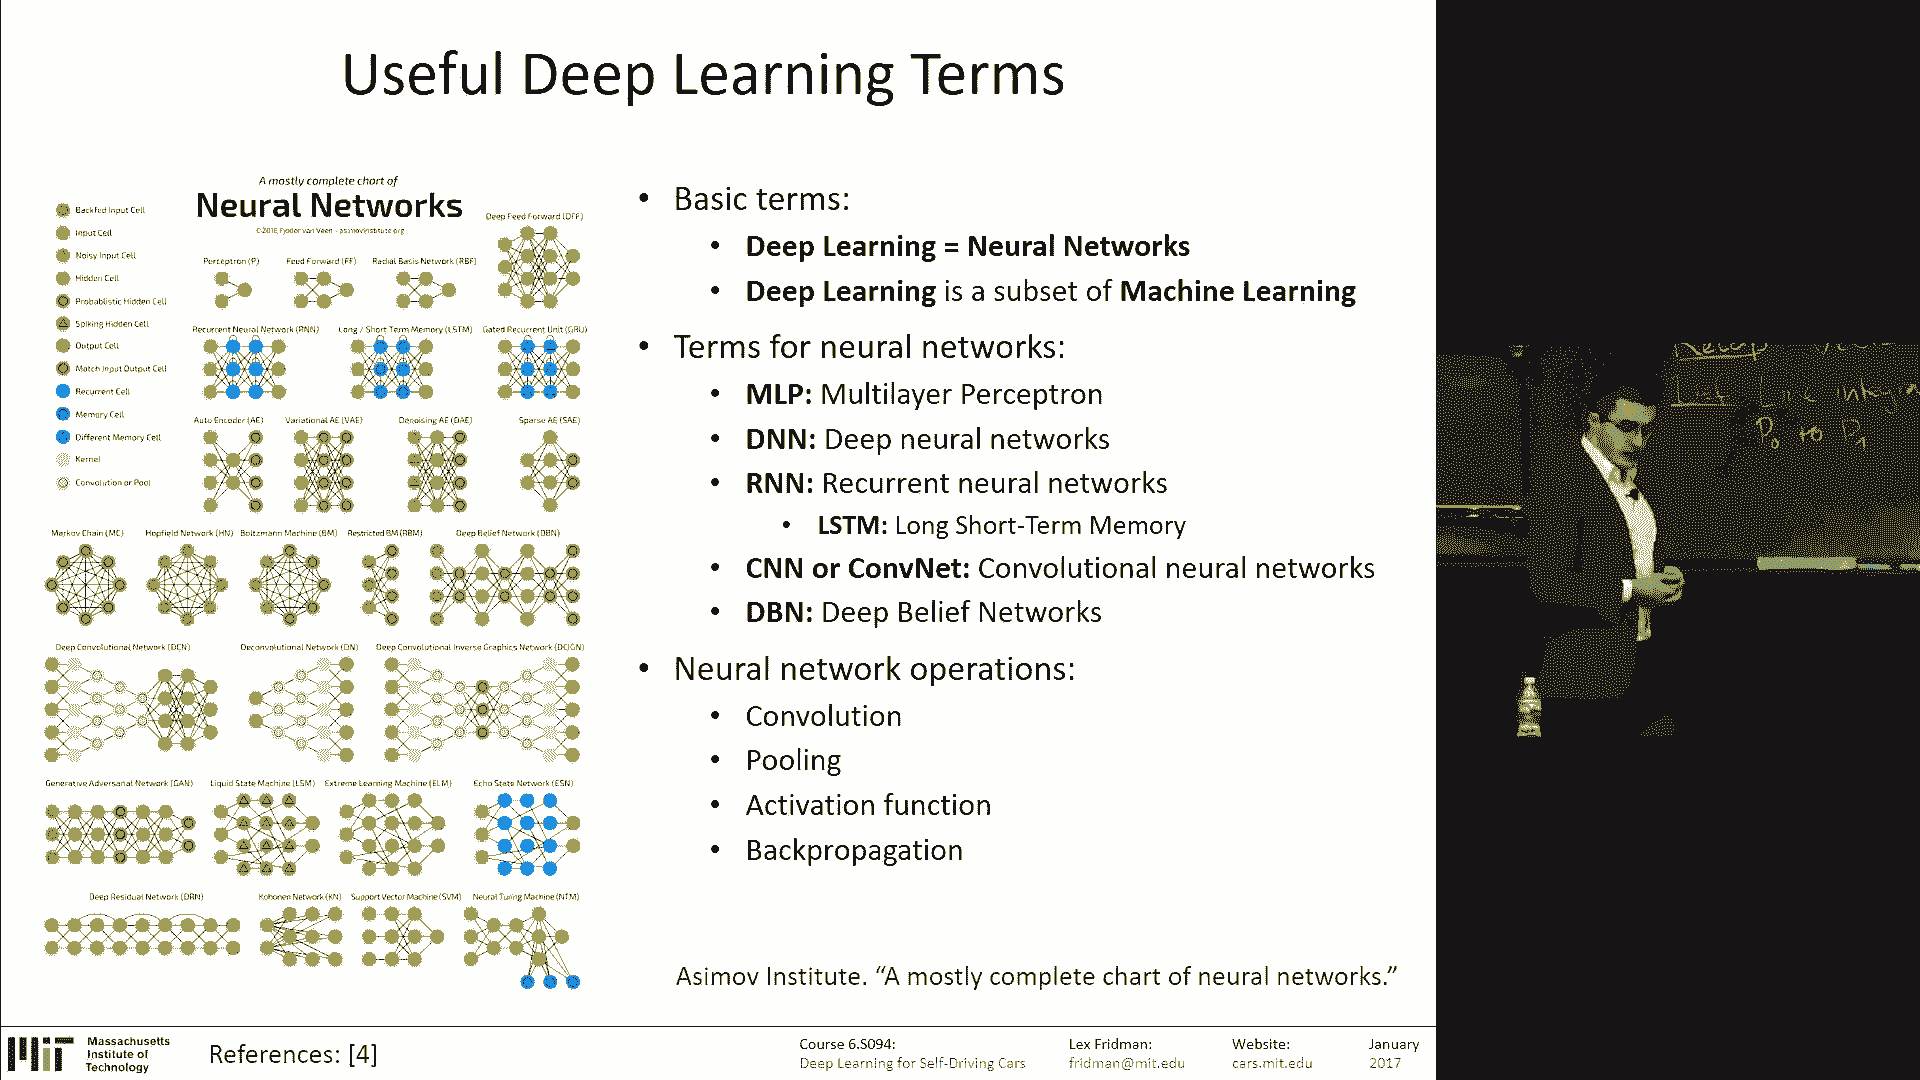 Useful Deep Learning Terms
A mostly complete chart of
Neural Networks
©2016 Fjodor van Veen - asimovinstitute.org
Backfed Input Cell
Input Cell
Noisy Input Cell
Hidden Cell
Probablistic Hidden Cell
Spiking Hidden Cell
Output Cell
Match Input Output Cell
Recurrent Cell
Memory Cell
Different Memory Cell
Kernel
Convolution or Pool
Deep Feed Forward (DFF)
Perceptron (P) Feed Forward (FF) Radial Basis Network (RBF)
Recurrent Neural Network (RNN) Long / Short Term Memory (LSTM) Gated Recurrent Unit (GRU)
Auto Encoder (AE) Variational AE (VAE) Denoising AE (DAE) Sparse AE (SAE)
Markov Chain (MC) Hopfield Network (HN) Boltzmann Machine (BM) Restricted BM (RBM) Deep Belief Network (DBN)
Deep Convolutional Network (DCN) Deconvolutional Network (DN) Deep Convolutional Inverse Graphics Network (DCIGN)
Generative Adversarial Network (GAN) Liquid State Machine (LSM) Extreme Learning Machine (ELM) Echo State Network (ESN)
Deep Residual Network (DRN) Kohonen Network (KN) Support Vector Machine (SVM) Neural Turing Machine (NTM)
• Basic terms:
• Deep Learning = Neural Networks
• Deep Learning is a subset of Machine Learning
• Terms for neural networks:
• MLP: Multilayer Perceptron
• DNN: Deep neural networks
• RNN: Recurrent neural networks
• LSTM: Long Short-Term Memory
• CNN or ConvNet: Convolutional neural networks
• DBN: Deep Belief Networks
• Neural network operations:
• Convolution
• Pooling
• Activation function
• Backpropagation
Asimov Institute. “A mostly complete chart of neural networks.”
MIT
Massachusetts
Institute of
Technology
References: [4]
Course 6.S094:
Deep Learning for Self-Driving Cars
Lex Fridman:
fridman@mit.edu
Website:
cars.mit.edu
January
2017
Recap
Line
P₀ to P₁